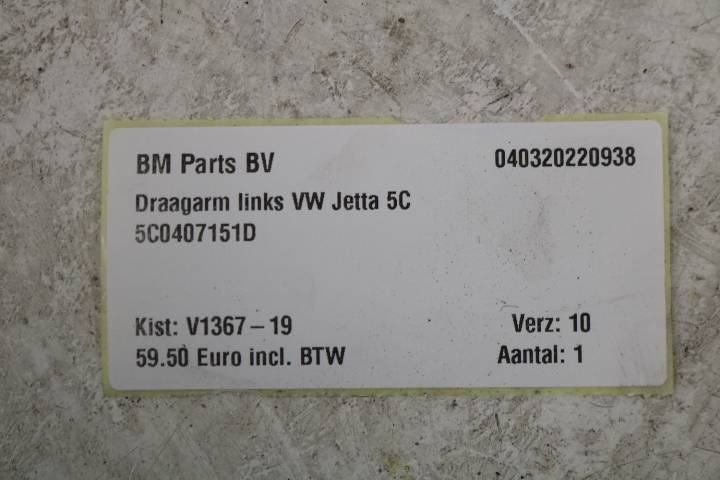 BM Parts BV 040320220938
Draagarm links VW Jetta 5C
5C0407151D
Kist: V1367-19 Verz: 10
59.50 Euro incl. BTW Aantal: 1